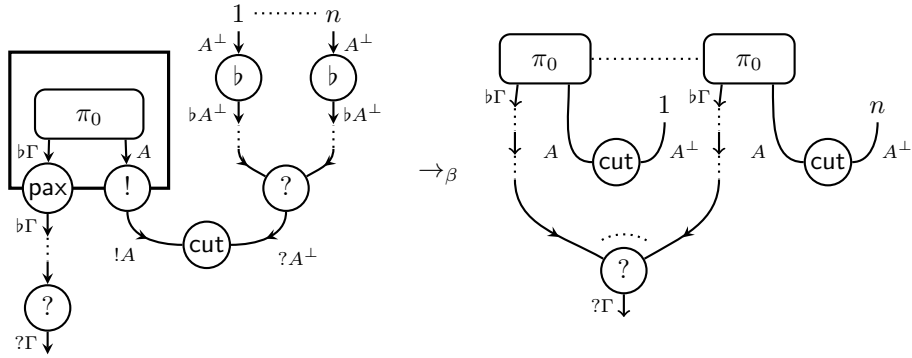 1 n
A⊥ A⊥
♭ ♭
♭A⊥ ♭A⊥
π0
♭Γ A
pax ! ?
♭Γ
cut
!A ?A⊥
?
?Γ
→β
π0 π0
♭Γ ♭Γ
1 n
A cut A⊥ A cut A⊥
?
?Γ